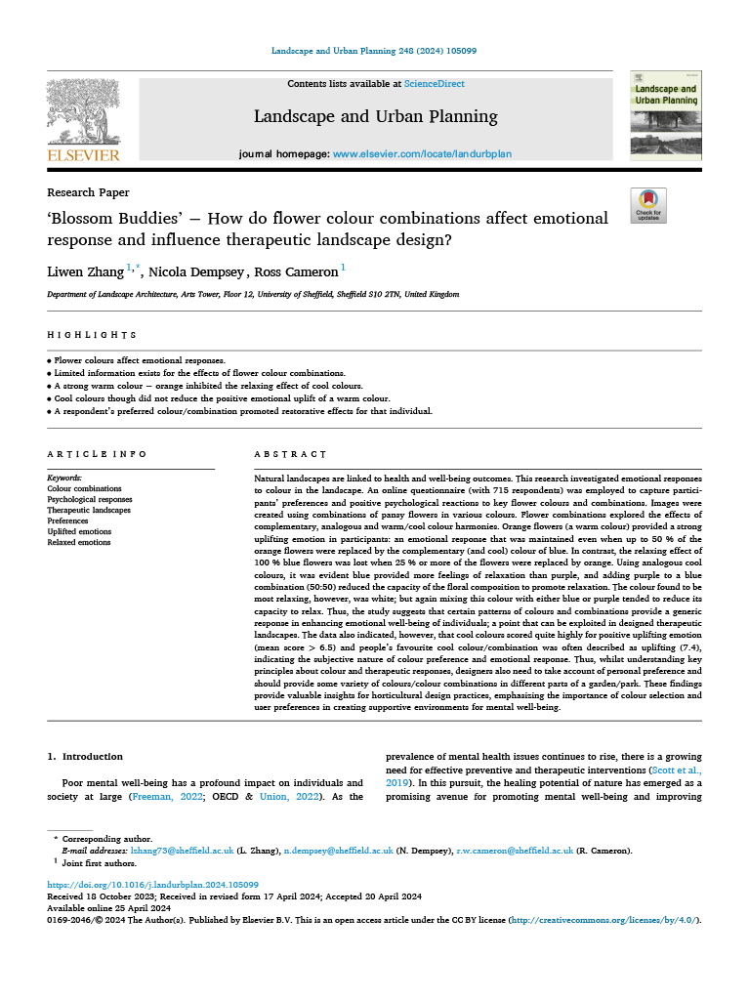 Landscape and Urban Planning 248 (2024) 105099
Contents lists available at ScienceDirect
Landscape and Urban Planning
journal homepage: www.elsevier.com/locate/landurbplan
ELSEVIER
Landscape and
Urban Planning
Research Paper
Check for
updates
‘Blossom Buddies’ – How do flower colour combinations affect emotional
response and influence therapeutic landscape design?
Liwen Zhang 1,*, Nicola Dempsey, Ross Cameron 1
Department of Landscape Architecture, Arts Tower, Floor 12, University of Sheffield, Sheffield S10 2TN, United Kingdom
HIGHLIGHTS
• Flower colours affect emotional responses.
• Limited information exists for the effects of flower colour combinations.
• A strong warm colour – orange inhibited the relaxing effect of cool colours.
• Cool colours though did not reduce the positive emotional uplift of a warm colour.
• A respondent’s preferred colour/combination promoted restorative effects for that individual.
ARTICLE INFO
Keywords:
Colour combinations
Psychological responses
Therapeutic landscapes
Preferences
Uplifted emotions
Relaxed emotions
ABSTRACT
Natural landscapes are linked to health and well-being outcomes. This research investigated emotional responses
to colour in the landscape. An online questionnaire (with 715 respondents) was employed to capture partici-
pants’ preferences and positive psychological reactions to key flower colours and combinations. Images were
created using combinations of pansy flowers in various colours. Flower combinations explored the effects of
complementary, analogous and warm/cool colour harmonies. Orange flowers (a warm colour) provided a strong
uplifting emotion in participants: an emotional response that was maintained even when up to 50 % of the
orange flowers were replaced by the complementary (and cool) colour of blue. In contrast, the relaxing effect of
100 % blue flowers was lost when 25 % or more of the flowers were replaced by orange. Using analogous cool
colours, it was evident blue provided more feelings of relaxation than purple, and adding purple to a blue
combination (50:50) reduced the capacity of the floral composition to promote relaxation. The colour found to be
most relaxing, however, was white; but again mixing this colour with either blue or purple tended to reduce its
capacity to relax. Thus, the study suggests that certain patterns of colours and combinations provide a generic
response in enhancing emotional well-being of individuals; a point that can be exploited in designed therapeutic
landscapes. The data also indicated, however, that cool colours scored quite highly for positive uplifting emotion
(mean score > 6.5) and people’s favourite cool colour/combination was often described as uplifting (7.4),
indicating the subjective nature of colour preference and emotional response. Thus, whilst understanding key
principles about colour and therapeutic responses, designers also need to take account of personal preference and
should provide some variety of colours/colour combinations in different parts of a garden/park. These findings
provide valuable insights for horticultural design practices, emphasising the importance of colour selection and
user preferences in creating supportive environments for mental well-being.
1. Introduction
Poor mental well-being has a profound impact on individuals and
society at large (Freeman, 2022; OECD & Union, 2022). As the
prevalence of mental health issues continues to rise, there is a growing
need for effective preventive and therapeutic interventions (Scott et al.,
2019). In this pursuit, the healing potential of nature has emerged as a
promising avenue for promoting mental well-being and improving
* Corresponding author.
E-mail addresses: lzhang73@sheffield.ac.uk (L. Zhang), n.dempsey@sheffield.ac.uk (N. Dempsey), r.w.cameron@sheffield.ac.uk (R. Cameron).
1 Joint first authors.
https://doi.org/10.1016/j.landurbplan.2024.105099
Received 18 October 2023; Received in revised form 17 April 2024; Accepted 20 April 2024
Available online 25 April 2024
0169-2046/© 2024 The Author(s). Published by Elsevier B.V. This is an open access article under the CC BY license (http://creativecommons.org/licenses/by/4.0/).